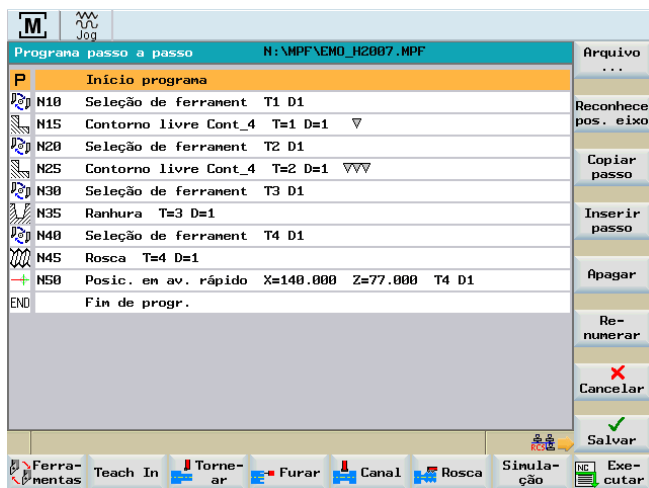 M
Jog
Programa passo a passo N:\MPF\EMO_H2007.MPF
P Início programa
N10 Seleção de ferrament T1 D1
N15 Contorno livre Cont_4 T=1 D=1 ▽
N20 Seleção de ferrament T2 D1
N25 Contorno livre Cont_4 T=2 D=1 ▽▽▽
N30 Seleção de ferrament T3 D1
N35 Ranhura T=3 D=1
N40 Seleção de ferrament T4 D1
N45 Rosca T=4 D=1
N50 Posic. em av. rápido X=140.000 Z=77.000 T4 D1
END Fim de progr.
Arquivo
...
Reconhece
pos. eixo
Copiar
passo
Inserir
passo
Apagar
Re-
numerar
Cancelar
Salvar
RCS
Ferra-
mentas
Teach In
Torne-
ar
Furar
Canal
Rosca
Simula-
ção
NC Exe-
cutar